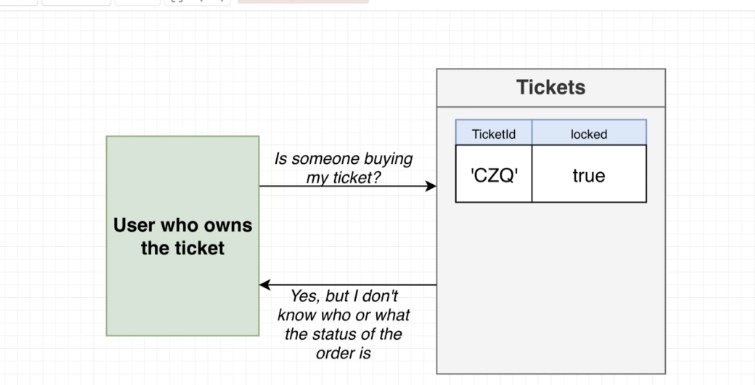 Tickets
TicketId
locked
'CZQ'
true
Is someone buying
my ticket?
User who owns
the ticket
Yes, but I don't
know who or what
the status of the
order is